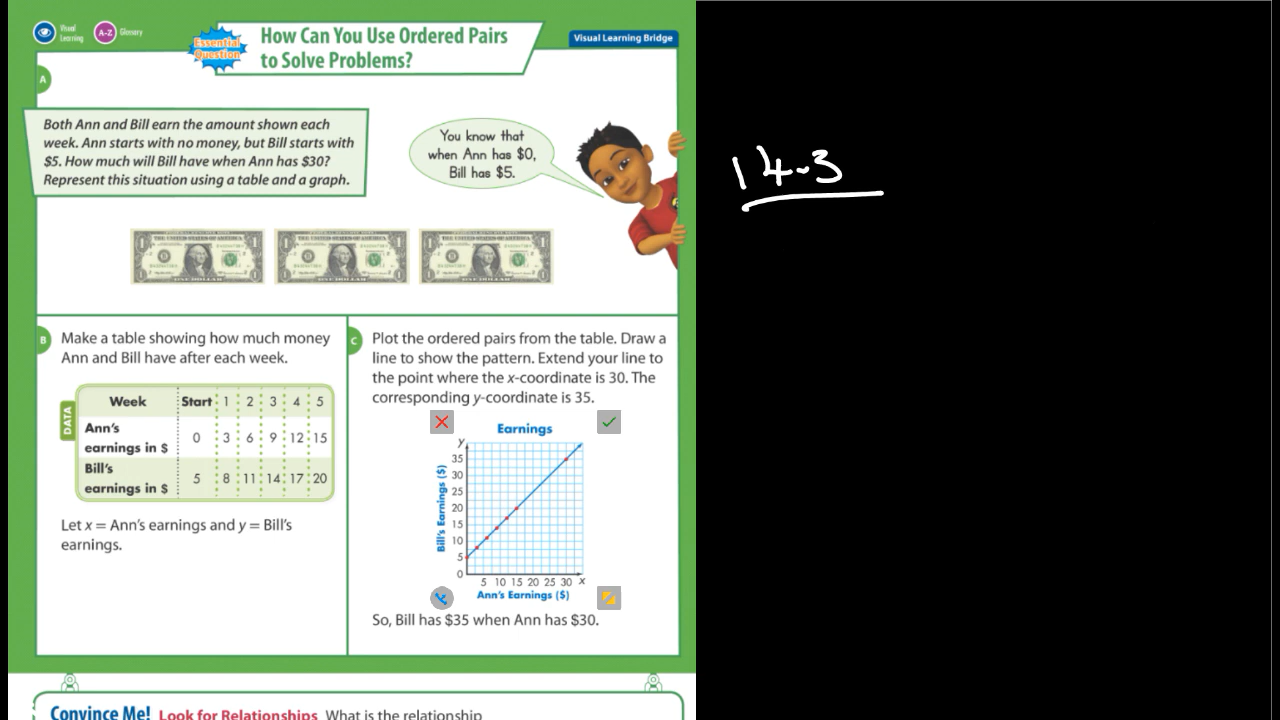 Visual Learning
A-Z Glossary
Essential Question
How Can You Use Ordered Pairs
to Solve Problems?
Visual Learning Bridge
A
Both Ann and Bill earn the amount shown each
week. Ann starts with no money, but Bill starts with
$5. How much will Bill have when Ann has $30?
Represent this situation using a table and a graph.
You know that
when Ann has $0,
Bill has $5.
14-3
B
Make a table showing how much money
Ann and Bill have after each week.
DATA
Week Start 1 2 3 4 5
Ann's earnings in $ 0 3 6 9 12 15
Bill's earnings in $ 5 8 11 14 17 20
Let x = Ann's earnings and y = Bill's
earnings.
C
Plot the ordered pairs from the table. Draw a
line to show the pattern. Extend your line to
the point where the x-coordinate is 30. The
corresponding y-coordinate is 35.
Earnings
y
Bill's Earnings ($)
35
30
25
20
15
10
5
0
5 10 15 20 25 30 x
Ann's Earnings ($)
So, Bill has $35 when Ann has $30.
Convince Me! Look for Relationships What is the relationship